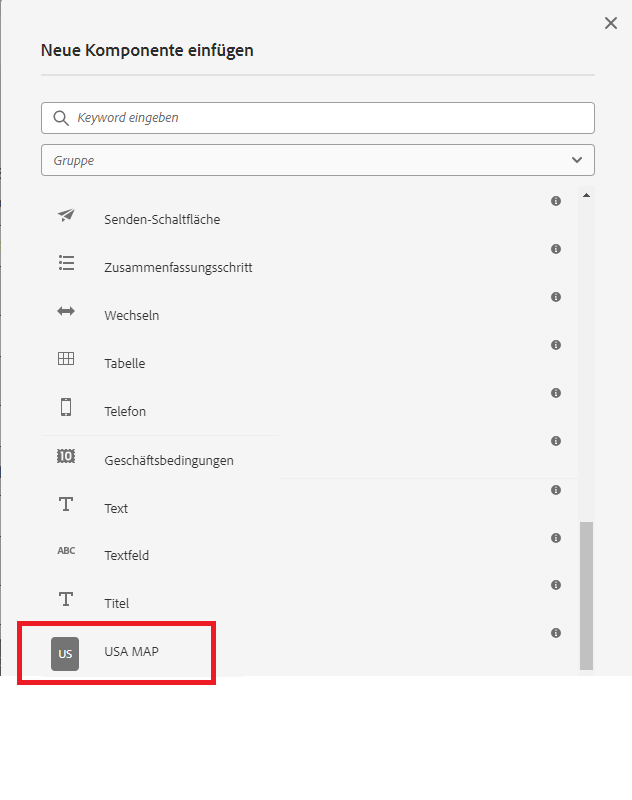 Neue Komponente einfügen
Keyword eingeben
Gruppe
Senden-Schaltfläche
Zusammenfassungsschritt
Wechseln
Tabelle
Telefon
10 Geschäftsbedingungen
Text
ABC Textfeld
Titel
US USA MAP